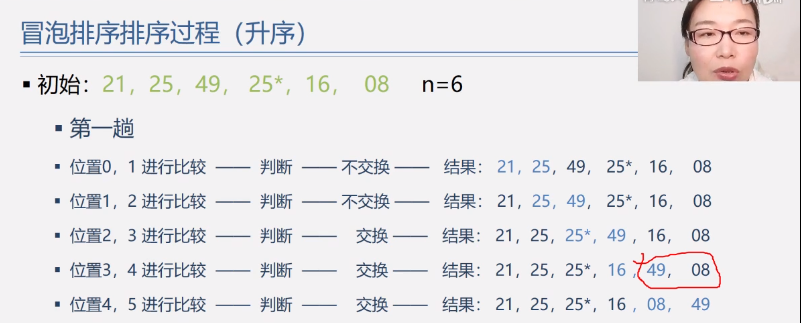 冒泡排序排序过程（升序）
▪ 初始：21，25，49， 25*，16， 08 n=6
▪ 第一趟
▪ 位置0，1 进行比较 —— 判断 —— 不交换 —— 结果： 21，25，49， 25*，16， 08
▪ 位置1，2 进行比较 —— 判断 —— 不交换 —— 结果： 21，25，49，25*，16， 08
▪ 位置2，3 进行比较 —— 判断 —— 交换 —— 结果： 21，25，25*，49 ，16， 08
▪ 位置3，4 进行比较 —— 判断 —— 交换 —— 结果： 21，25，25*，16 ，49， 08
▪ 位置4，5 进行比较 —— 判断 —— 交换 —— 结果： 21，25，25*，16 ，08， 49